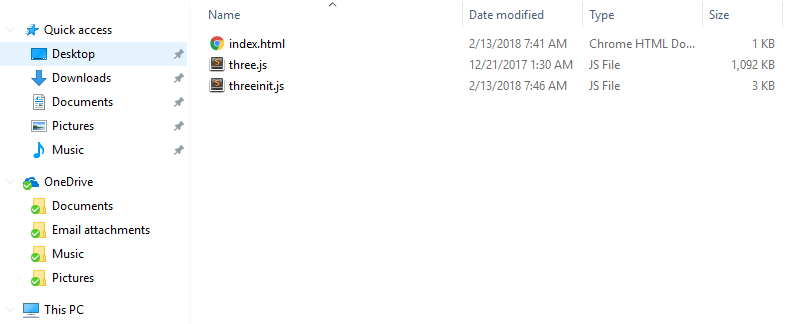 Quick access
Desktop
Downloads
Documents
Pictures
Music
OneDrive
Documents
Email attachments
Music
Pictures
This PC
Name Date modified Type Size
index.html 2/13/2018 7:41 AM Chrome HTML Do... 1 KB
three.js 12/21/2017 1:30 AM JS File 1,092 KB
threeinit.js 2/13/2018 7:46 AM JS File 3 KB